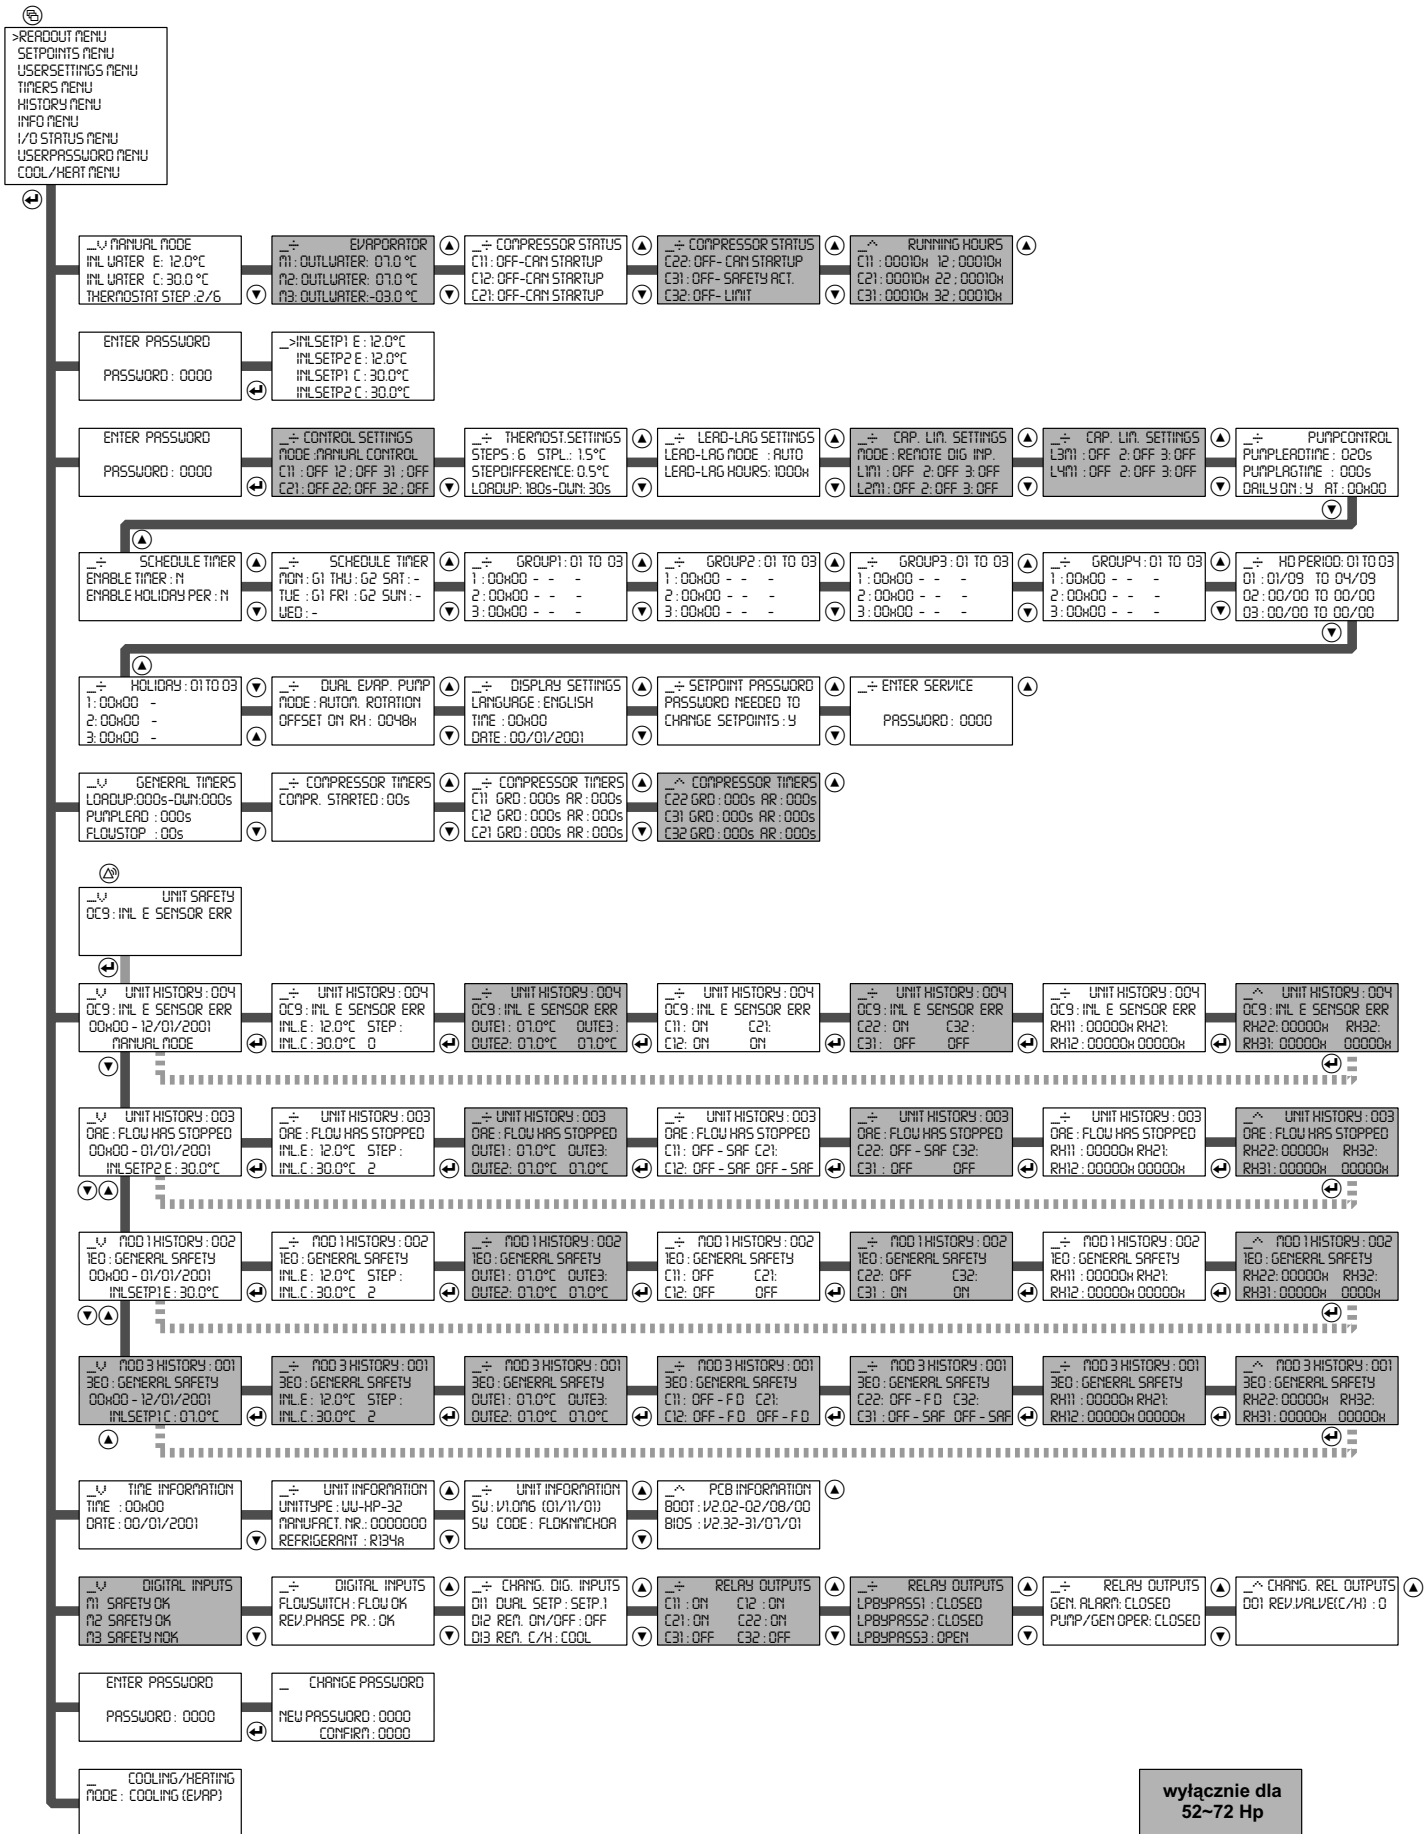 >READOUT MENU
SETPOINTS MENU
USERSETTINGS MENU
TIMERS MENU
HISTORY MENU
INFO MENU
I/O STATUS MENU
USERPASSWORD MENU
COOL/HEAT MENU
_v MANUAL MODE
INL WATER E: 12.0°C
INL WATER C: 30.0°C
THERMOSTAT STEP :2/6
_÷ EVAPORATOR
M1: OUTLWATER: 07.0°C
M2: OUTLWATER: 07.0°C
M3: OUTLWATER:-03.0°C
_÷ COMPRESSOR STATUS
C11: OFF-CAN STARTUP
C12: OFF-CAN STARTUP
C21: OFF-CAN STARTUP
_÷ COMPRESSOR STATUS
C22: OFF- CAN STARTUP
C31: OFF- SAFETY ACT.
C32: OFF- LIMIT
_^ RUNNING HOURS
C11 : 00010h 12 ; 00010h
C21 : 00010h 22 ; 00010h
C31 : 00010h 32 ; 00010h
ENTER PASSWORD
PASSWORD : 0000
_>INLSETP1 E : 12.0°C
INLSETP2 E : 12.0°C
INLSETP1 C : 30.0°C
INLSETP2 C : 30.0°C
ENTER PASSWORD
PASSWORD : 0000
_÷ CONTROL SETTINGS
MODE :MANUAL CONTROL
C11 : OFF 12 ; OFF 31 ; OFF
C21 : OFF 22; OFF 32 ; OFF
_÷ THERMOST.SETTINGS
STEPS : 6 STPL.: 1.5°C
STEPDIFFERENCE: 0.5°C
LOADUP: 180s-DWN: 30s
_÷ LEAD-LAG SETTINGS
LEAD-LAG MODE : AUTO
LEAD-LAG HOURS: 1000h
_÷ CAP. LIM. SETTINGS
MODE : REMOTE DIG INP.
L1M1 : OFF 2: OFF 3: OFF
L2M1 : OFF 2: OFF 3: OFF
_÷ CAP. LIM. SETTINGS
L3M1 : OFF 2: OFF 3: OFF
L4M1 : OFF 2: OFF 3: OFF
_÷ PUMPCONTROL
PUMPLEADTIME : 020s
PUMPLAGTIME : 000s
DAILY ON : Y AT : 00h00
_÷ SCHEDULE TIMER
ENABLE TIMER : N
ENABLE HOLIDAY PER : N
_÷ SCHEDULE TIMER
MON : G1 THU : G2 SAT : -
TUE : G1 FRI : G2 SUN : -
WED : -
_÷ GROUP1 : 01 TO 03
1 : 00h00 - - -
2 : 00h00 - - -
3 : 00h00 - - -
_÷ GROUP2 : 01 TO 03
1 : 00h00 - - -
2 : 00h00 - - -
3 : 00h00 - - -
_÷ GROUP3 : 01 TO 03
1 : 00h00 - - -
2 : 00h00 - - -
3 : 00h00 - - -
_÷ GROUP4 : 01 TO 03
1 : 00h00 - - -
2 : 00h00 - - -
3 : 00h00 - - -
_÷ HD PERIOD: 01 TO 03
01 : 01/09 TO 04/09
02 : 00/00 TO 00/00
03 : 00/00 TO 00/00
_÷ HOLIDAY : 01 TO 03
1: 00h00 -
2: 00h00 -
3: 00h00 -
_÷ DUAL EVAP. PUMP
MODE : AUTOM. ROTATION
OFFSET ON RH : 0048h
_÷ DISPLAY SETTINGS
LANGUAGE : ENGLISH
TIME : 00h00
DATE : 00/01/2001
_÷ SETPOINT PASSWORD
PASSWORD NEEDED TO
CHANGE SETPOINTS : Y
_÷ ENTER SERVICE
PASSWORD : 0000
_v GENERAL TIMERS
LOADUP:000s-DWN:000s
PUMPLEAD : 000s
FLOWSTOP : 00s
_÷ COMPRESSOR TIMERS
COMPR. STARTED : 00s
_÷ COMPRESSOR TIMERS
C11 GRD : 000s AR : 000s
C12 GRD : 000s AR : 000s
C21 GRD : 000s AR : 000s
_^ COMPRESSOR TIMERS
C22 GRD : 000s AR : 000s
C31 GRD : 000s AR : 000s
C32 GRD : 000s AR : 000s
_v UNIT SAFETY
0C9 : INL E SENSOR ERR
_v UNIT HISTORY : 004
0C9 : INL E SENSOR ERR
00h00 - 12/01/2001
MANUAL MODE
_÷ UNIT HISTORY : 004
0C9 : INL E SENSOR ERR
INL.E : 12.0°C STEP :
INL.C : 30.0°C 0
_÷ UNIT HISTORY : 004
0C9 : INL E SENSOR ERR
OUTE1 : 07.0°C OUTE3 :
OUTE2: 07.0°C 07.0°C
_÷ UNIT HISTORY : 004
0C9 : INL E SENSOR ERR
C11 : ON C21:
C12: ON ON
_÷ UNIT HISTORY : 004
0C9 : INL E SENSOR ERR
C22 : ON C32 :
C31 : OFF OFF
_÷ UNIT HISTORY : 004
0C9 : INL E SENSOR ERR
RH11 : 00000h RH21:
RH12 : 00000h 00000h
_^ UNIT HISTORY : 004
0C9 : INL E SENSOR ERR
RH22: 00000h RH32:
RH31: 00000h 00000h
_v UNIT HISTORY : 003
0AE : FLOW HAS STOPPED
00h00 - 01/01/2001
INLSETP2 E : 30.0°C
_÷ UNIT HISTORY : 003
0AE : FLOW HAS STOPPED
INL.E : 12.0°C STEP :
INL.C : 30.0°C 2
_÷ UNIT HISTORY : 003
0AE : FLOW HAS STOPPED
OUTE1 : 07.0°C OUTE3:
OUTE2: 07.0°C 07.0°C
_÷ UNIT HISTORY : 003
0AE : FLOW HAS STOPPED
C11 : OFF - SAF C21:
C12: OFF - SAF OFF - SAF
_÷ UNIT HISTORY : 003
0AE : FLOW HAS STOPPED
C22: OFF - SAF C32:
C31 : OFF OFF
_÷ UNIT HISTORY : 003
0AE : FLOW HAS STOPPED
RH11 : 00000h RH21:
RH12 : 00000h 00000h
_^ UNIT HISTORY : 003
0AE : FLOW HAS STOPPED
RH22: 00000h RH32:
RH31 : 00000h 00000h
_v MOD 1 HISTORY : 002
1E0 : GENERAL SAFETY
00h00 - 01/01/2001
INLSETP1 E : 30.0°C
_÷ MOD 1 HISTORY : 002
1E0 : GENERAL SAFETY
INL.E : 12.0°C STEP :
INL.C : 30.0°C 2
_÷ MOD 1 HISTORY : 002
1E0 : GENERAL SAFETY
OUTE1 : 07.0°C OUTE3:
OUTE2: 07.0°C 07.0°C
_÷ MOD 1 HISTORY : 002
1E0 : GENERAL SAFETY
C11 : OFF C21:
C12: OFF OFF
_÷ MOD 1 HISTORY : 002
1E0 : GENERAL SAFETY
C22: OFF C32:
C31 : ON ON
_÷ MOD 1 HISTORY : 002
1E0 : GENERAL SAFETY
RH11 : 00000h RH21:
RH12 : 00000h 00000h
_^ MOD 1 HISTORY : 002
1E0 : GENERAL SAFETY
RH22: 00000h RH32:
RH31 : 00000h 0000h
_v MOD 3 HISTORY : 001
3E0 : GENERAL SAFETY
00h00 - 12/01/2001
INLSETP1 C : 07.0°C
_÷ MOD 3 HISTORY : 001
3E0 : GENERAL SAFETY
INL.E : 12.0°C STEP :
INL.C : 30.0°C 2
_÷ MOD 3 HISTORY : 001
3E0 : GENERAL SAFETY
OUTE1 : 07.0°C OUTE3:
OUTE2: 07.0°C 07.0°C
_÷ MOD 3 HISTORY : 001
3E0 : GENERAL SAFETY
C11 : OFF - F D C21:
C12: OFF - F D OFF - F D
_÷ MOD 3 HISTORY : 001
3E0 : GENERAL SAFETY
C22: OFF - F D C32:
C31 : OFF - SAF OFF - SAF
_÷ MOD 3 HISTORY : 001
3E0 : GENERAL SAFETY
RH11 : 00000h RH21:
RH12 : 00000h 00000h
_^ MOD 3 HISTORY : 001
3E0 : GENERAL SAFETY
RH22: 00000h RH32:
RH31: 00000h 00000h
_v TIME INFORMATION
TIME : 00h00
DATE : 00/01/2001
_÷ UNIT INFORMATION
UNITTYPE : WW-HP-32
MANUFACT. NR.: 0000000
REFRIGERANT : R134a
_÷ UNIT INFORMATION
SW : V1.0M6 (01/11/01)
SW CODE : FLDKNMCH0A
_^ PCB INFORMATION
BOOT : V2.02-02/08/00
BIOS : V2.32-31/07/01
_v DIGITAL INPUTS
M1 SAFETY OK
M2 SAFETY OK
M3 SAFETY NOK
_÷ DIGITAL INPUTS
FLOWSWITCH : FLOW OK
REV.PHASE PR. : OK
_÷ CHANG. DIG. INPUTS
DI1 DUAL SETP : SETP.1
DI2 REM. ON/OFF : OFF
DI3 REM. C/H : COOL
_÷ RELAY OUTPUTS
C11 : ON C12 : ON
C21 : ON C22 : ON
C31 : OFF C32 : OFF
_÷ RELAY OUTPUTS
LPBYPASS1 : CLOSED
LPBYPASS2 : CLOSED
LPBYPASS3 : OPEN
_÷ RELAY OUTPUTS
GEN. ALARM: CLOSED
PUMP/GEN OPER: CLOSED
_^ CHANG. REL OUTPUTS
DO1 REV.VALVE(C/H) : 0
ENTER PASSWORD
PASSWORD : 0000
_ CHANGE PASSWORD
NEW PASSWORD : 0000
CONFIRM : 0000
_ COOLING/HEATING
MODE : COOLING (EVAP)
wyłącznie dla
52~72 Hp